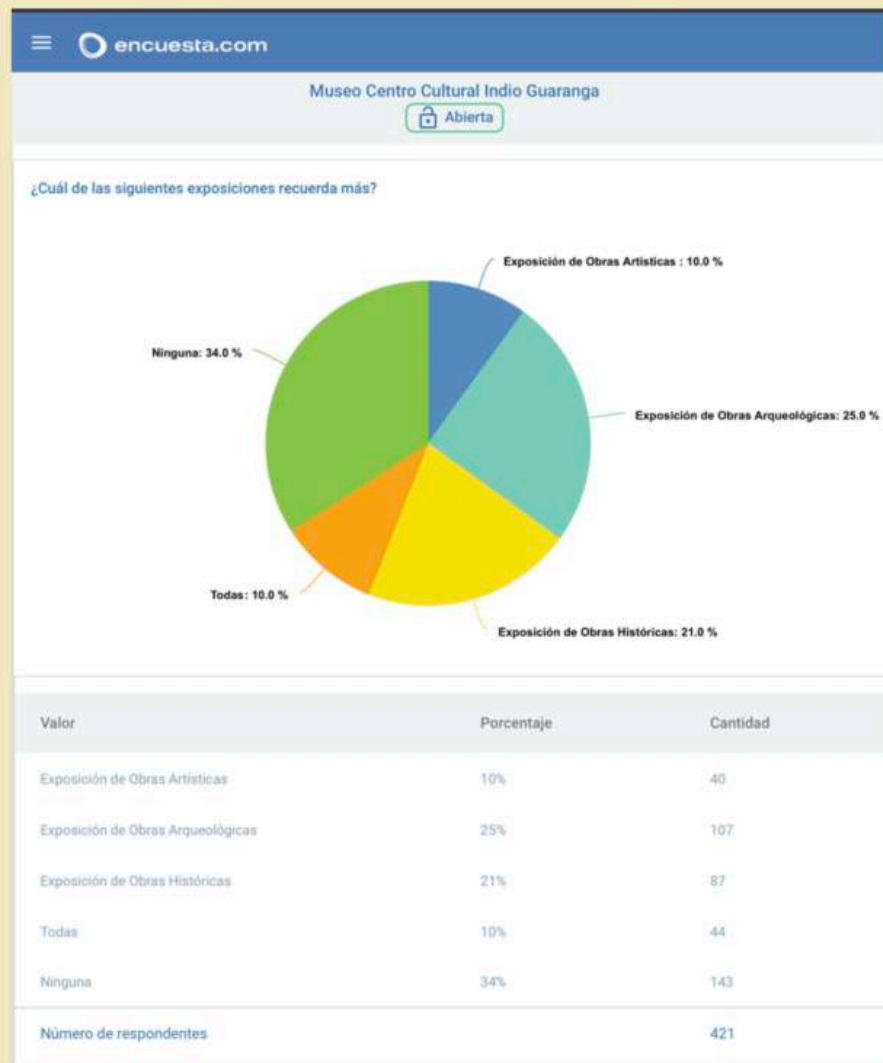 encuesta.com
Museo Centro Cultural Indio Guaranga
Abierta
¿Cuál de las siguientes exposiciones recuerda más?
Exposición de Obras Artísticas : 10.0 %
Ninguna: 34.0 %
Exposición de Obras Arqueológicas: 25.0 %
Todas: 10.0 %
Exposición de Obras Históricas: 21.0 %
Valor Porcentaje Cantidad
Exposición de Obras Artísticas 10% 40
Exposición de Obras Arqueológicas 25% 107
Exposición de Obras Históricas 21% 87
Todas 10% 44
Ninguna 34% 143
Número de respondentes 421